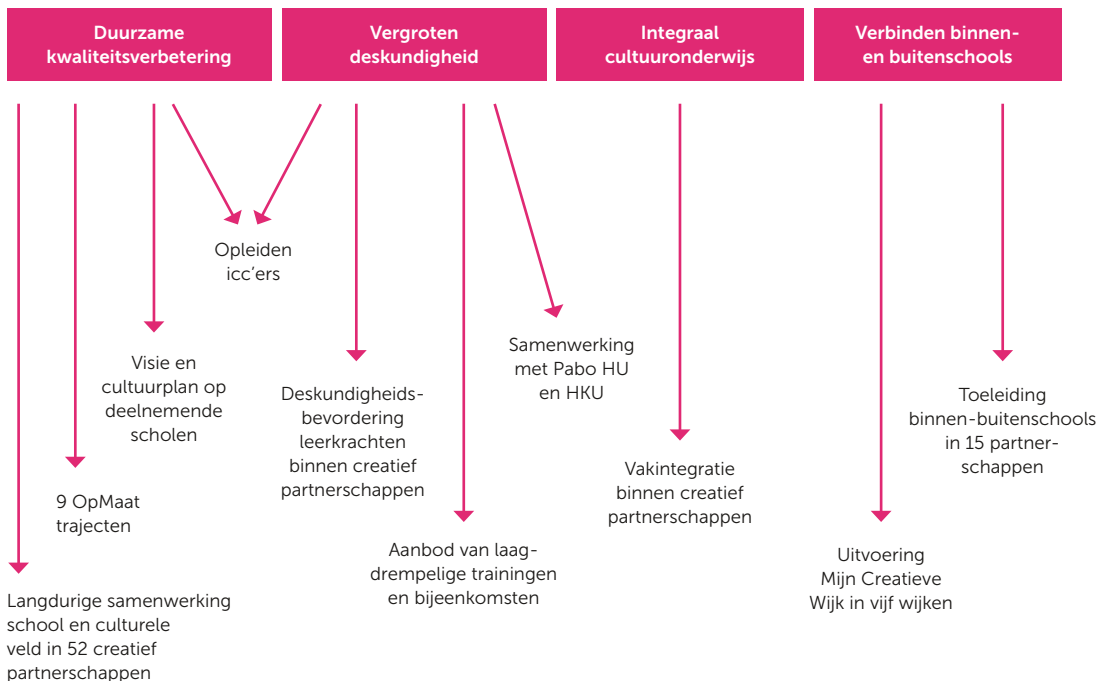 Duurzame
kwaliteitsverbetering
Vergroten
deskundigheid
Integraal
cultuuronderwijs
Verbinden binnen-
en buitenschools
Opleiden
icc'ers
Visie en
cultuurplan op
deelnemende
scholen
9 OpMaat
trajecten
Langdurige samenwerking
school en culturele
veld in 52 creatief
partnerschappen
Deskundigheids-
bevordering
leerkrachten
binnen creatief
partnerschappen
Aanbod van laag-
drempelige trainingen
en bijeenkomsten
Samenwerking
met Pabo HU
en HKU
Vakintegratie
binnen creatief
partnerschappen
Uitvoering
Mijn Creatieve
Wijk in vijf wijken
Toeleiding
binnen-buitenschools
in 15 partner-
schappen